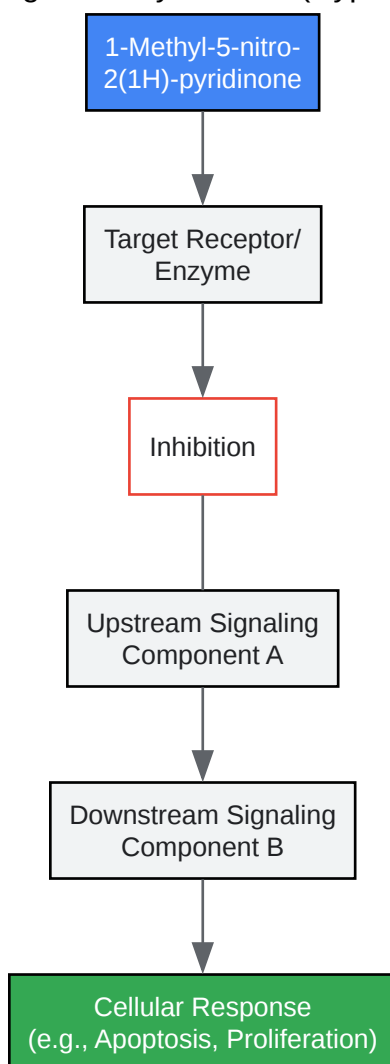 1-Methyl-5-nitro-
2(1H)-pyridinone
Target Receptor/
Enzyme
Inhibition
Upstream Signaling
Component A
Downstream Signaling
Component B
Cellular Response
(e.g., Apoptosis, Proliferation)